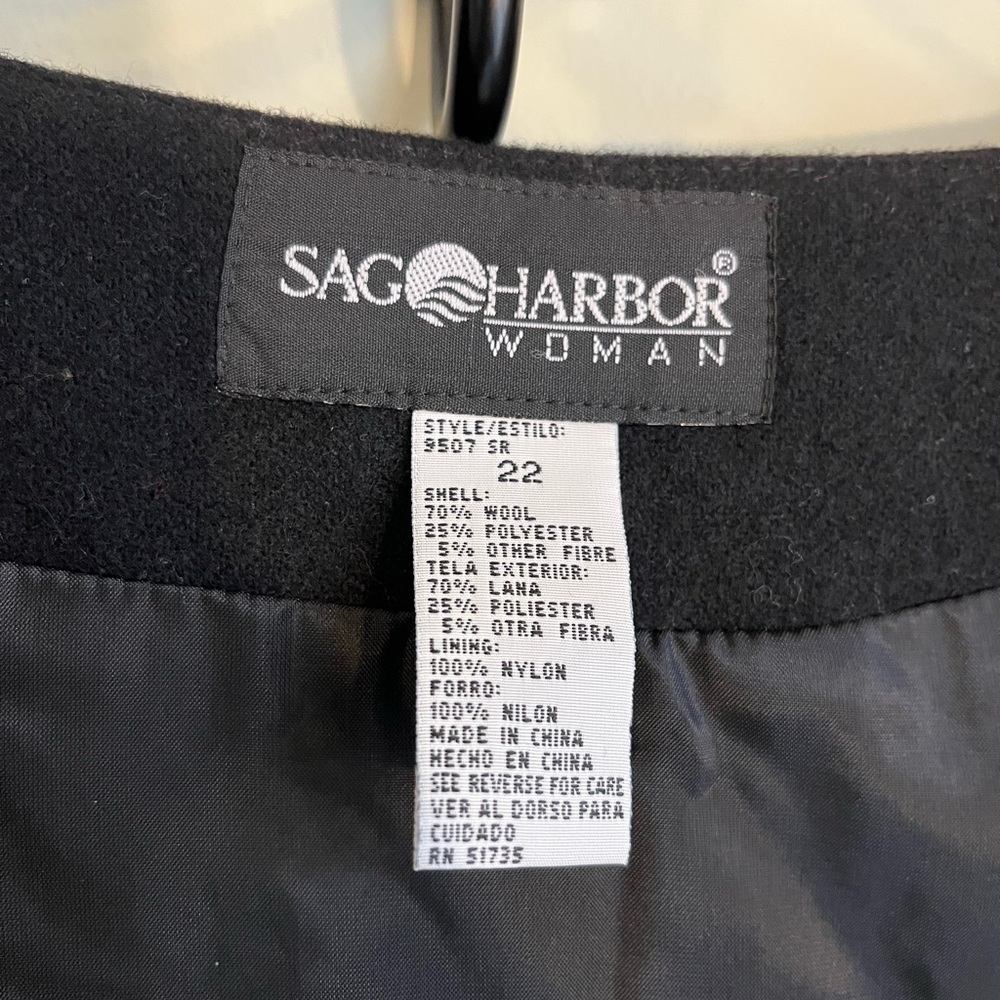 SAG HARBOR®
WOMAN
STYLE/ESTILO:
9507 SR
22
SHELL:
70% WOOL
25% POLYESTER
5% OTHER FIBRE
TELA EXTERIOR:
70% LANA
25% POLIESTER
5% OTRA FIBRA
LINING:
100% NYLON
FORRO:
100% NILON
MADE IN CHINA
HECHO EN CHINA
SEE REVERSE FOR CARE
VER AL DORSO PARA
CUIDADO
RN 51735